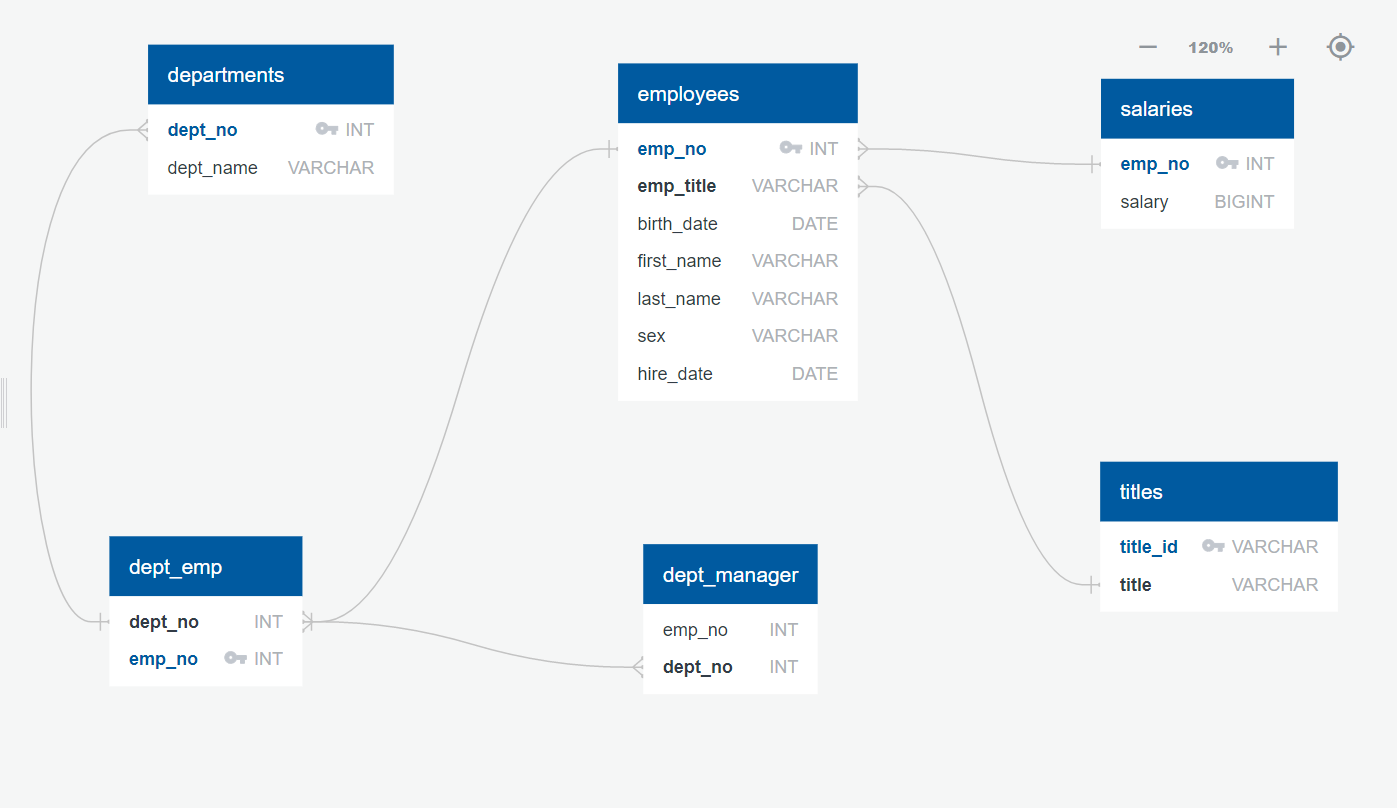 120%
departments
dept_no INT
dept_name VARCHAR
employees
emp_no INT
emp_title VARCHAR
birth_date DATE
first_name VARCHAR
last_name VARCHAR
sex VARCHAR
hire_date DATE
salaries
emp_no INT
salary BIGINT
dept_emp
dept_no INT
emp_no INT
dept_manager
emp_no INT
dept_no INT
titles
title_id VARCHAR
title VARCHAR